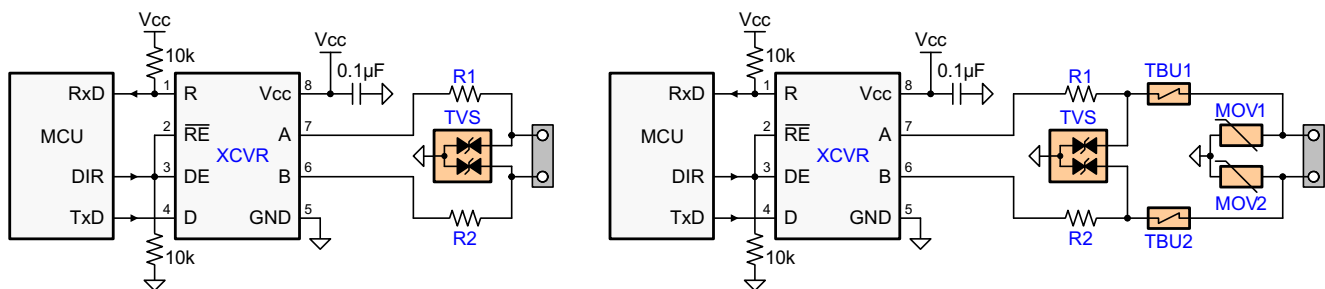 Vcc
10k
Vcc
0.1µF
RxD
MCU
DIR
TxD
1
2
3
4
R
RE
DE
D
XCVR
Vcc
A
B
GND
8
7
6
5
10k
R1
TVS
R2
Vcc
10k
Vcc
0.1µF
RxD
MCU
DIR
TxD
1
2
3
4
R
RE
DE
D
XCVR
Vcc
A
B
GND
8
7
6
5
10k
R1
TVS
R2
TBU1
MOV1
MOV2
TBU2